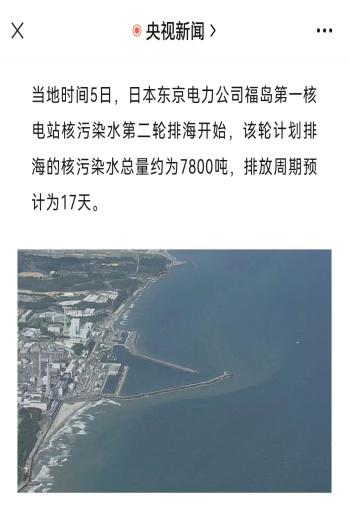 央视新闻
当地时间5日，日本东京电力公司福岛第一核
电站核污染水第二轮排海开始，该轮计划排
海的核污染水总量约为7800吨，排放周期预
计为17天。